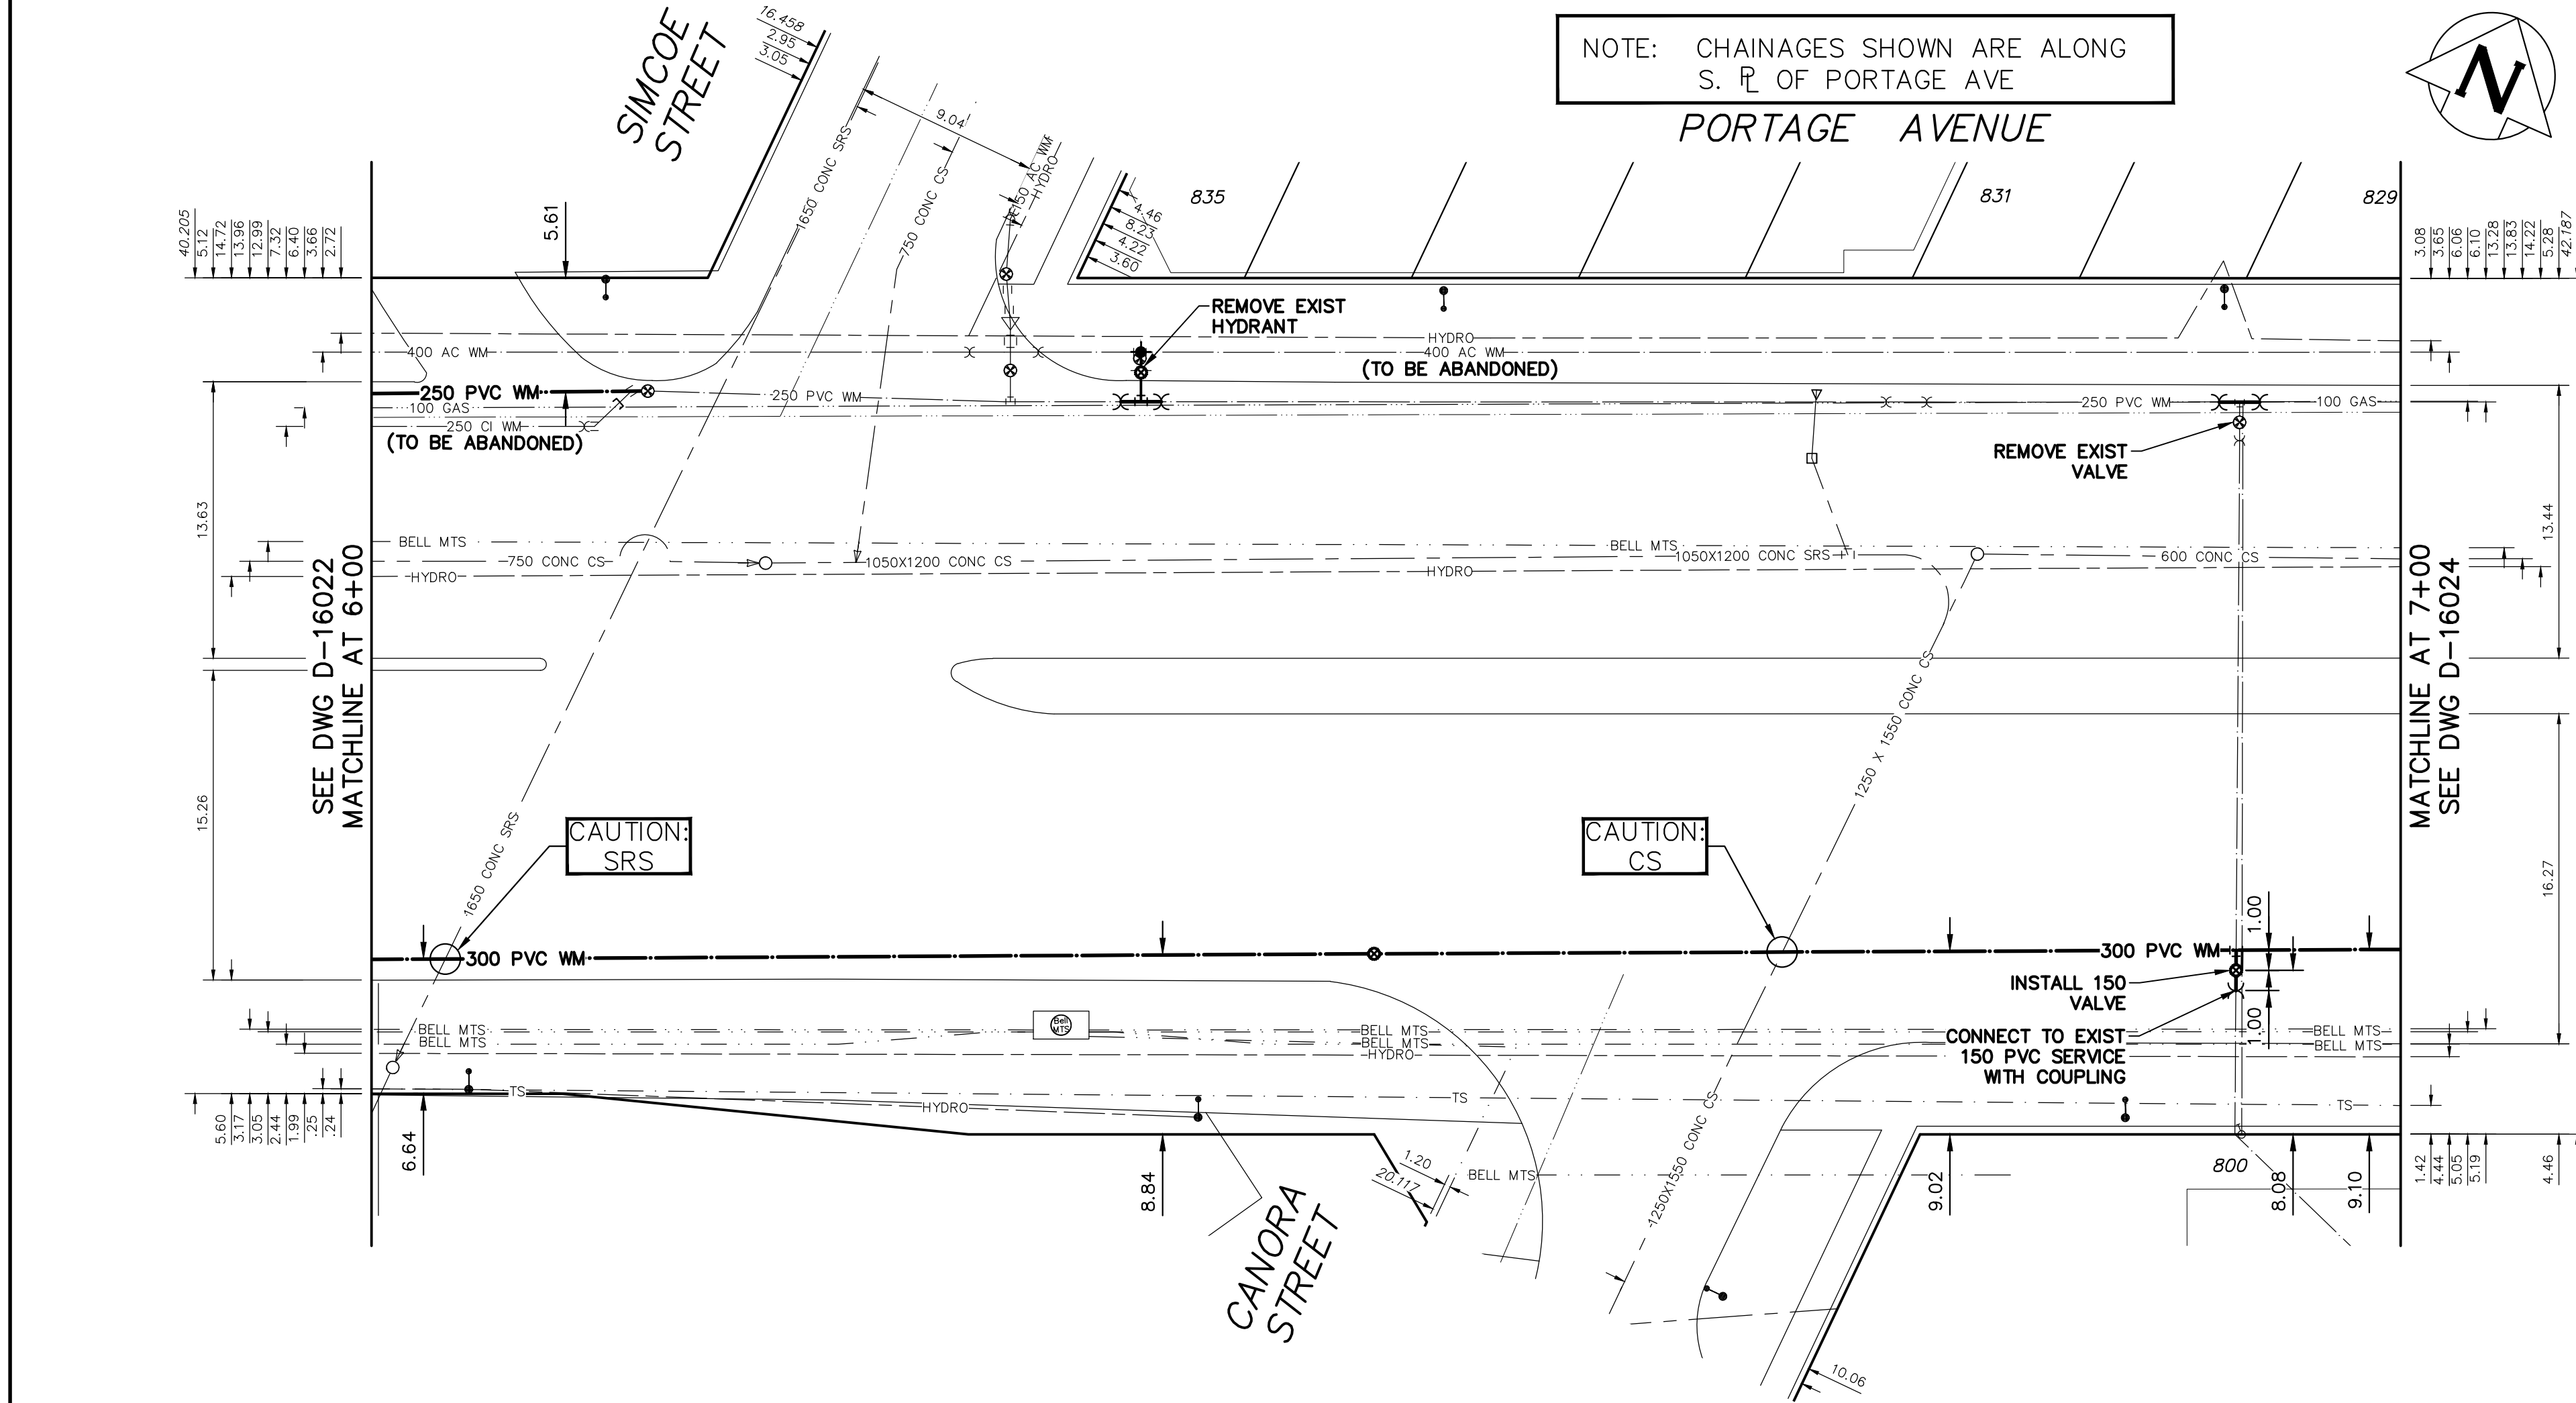 NOTE: CHAINAGES SHOWN ARE ALONG
S. PL OF PORTAGE AVE
PORTAGE AVENUE
N
SIMCOE
STREET
16.458
2.95
3.05
9.04
1650 CONC SRS
750 CONC CS
150 AC WM
HYDRO
835
831
829
4.46
8.23
4.22
3.60
5.61
40.205
5.12
14.72
13.96
12.99
7.32
6.40
3.66
2.72
3.08
3.65
6.06
6.10
13.28
13.83
14.22
5.28
42.187
REMOVE EXIST
HYDRANT
HYDRO
400 AC WM
400 AC WM
(TO BE ABANDONED)
250 PVC WM
250 PVC WM
250 PVC WM
100 GAS
100 GAS
250 CI WM
(TO BE ABANDONED)
REMOVE EXIST
VALVE
13.63
13.44
BELL MTS
BELL MTS
750 CONC CS
1050X1200 CONC CS
1050X1200 CONC SRS
600 CONC CS
HYDRO
HYDRO
SEE DWG D-16022
MATCHLINE AT 6+00
MATCHLINE AT 7+00
SEE DWG D-16024
15.26
16.27
1250 X 1550 CONC CS
1650 CONC SRS
CAUTION:
SRS
CAUTION:
CS
300 PVC WM
300 PVC WM
1.00
INSTALL 150
VALVE
1.00
CONNECT TO EXIST
150 PVC SERVICE
WITH COUPLING
BELL MTS
BELL MTS
Bell
MTS
BELL MTS
BELL MTS
HYDRO
BELL MTS
BELL MTS
TS
TS
TS
HYDRO
5.60
3.17
3.05
2.44
1.99
.25
.24
6.64
8.84
1.20
20.117
BELL MTS
1250X1550 CONC CS
9.02
800
8.08
9.10
1.42
4.44
5.05
5.19
4.46
CANORA
STREET
10.06